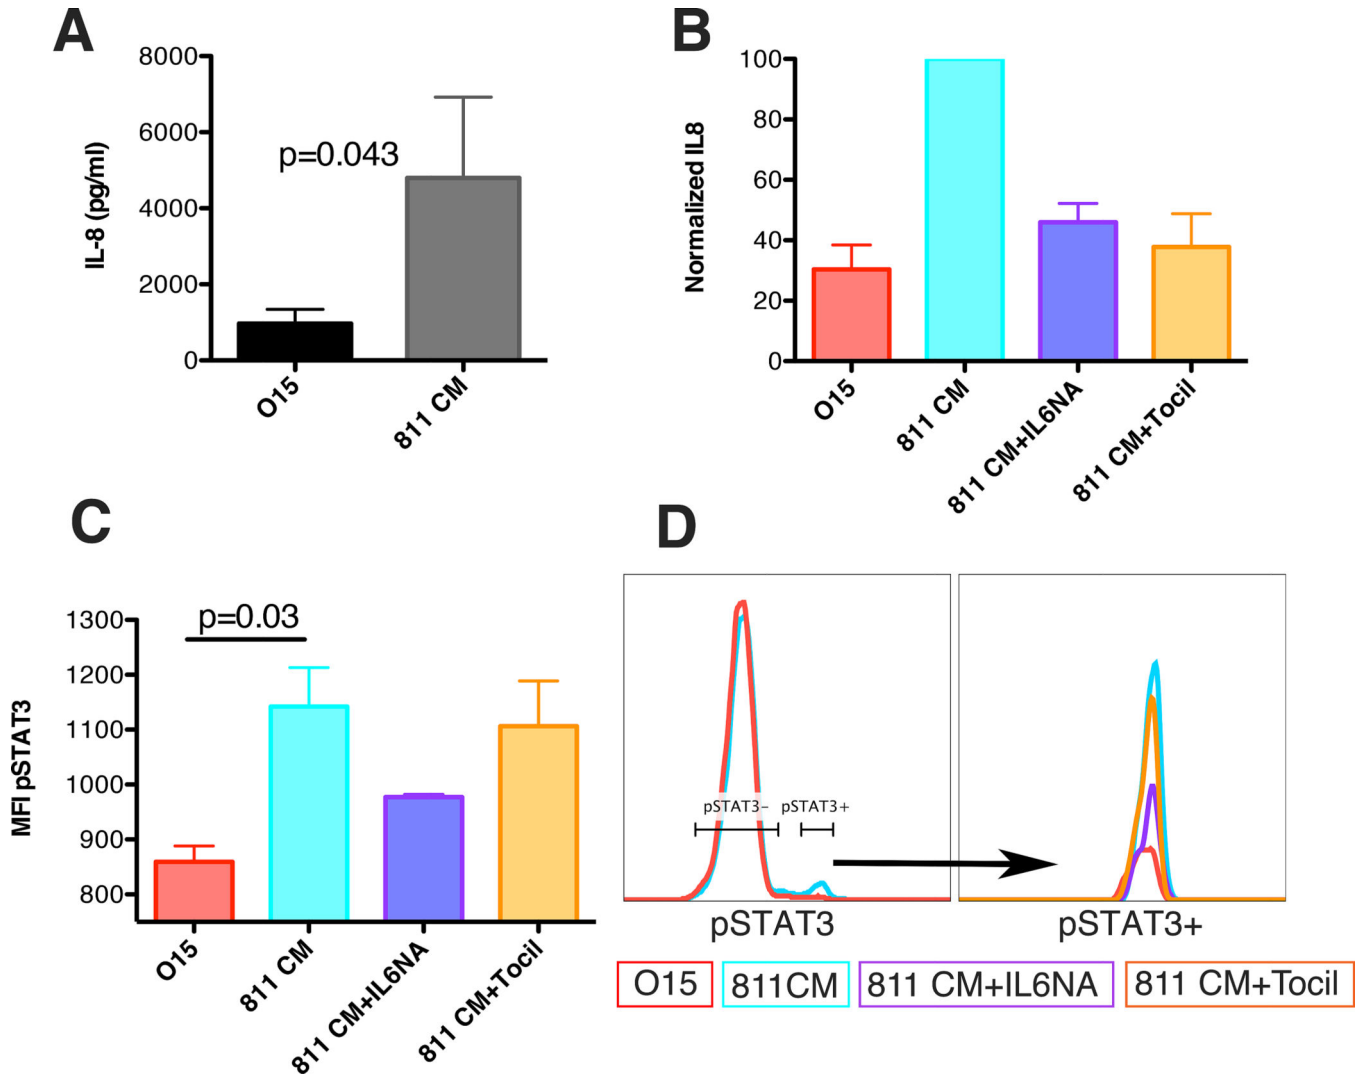 A
8000
6000
4000
2000
0
IL-8 (pg/ml)
p=0.043
O15
811 CM
B
100
80
60
40
20
0
Normalized IL8
O15
811 CM
811 CM+IL6NA
811 CM+Tocil
C
1300
1200
1100
1000
900
800
MFI pSTAT3
p=0.03
O15
811 CM
811 CM+IL6NA
811 CM+Tocil
D
pSTAT3-
pSTAT3+
pSTAT3
pSTAT3+
O15
811CM
811 CM+IL6NA
811 CM+Tocil